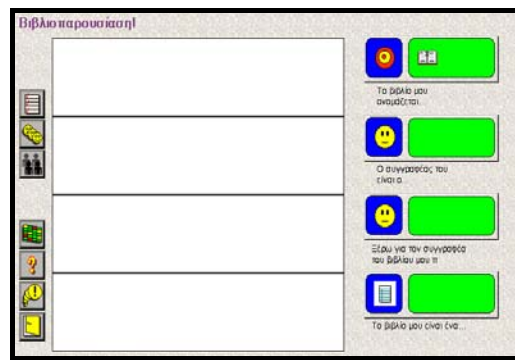 Βιβλιοπαρουσίαση!
Το βιβλίο μου
ονομάζεται...
Ο συγγραφέας του
είναι ο...
Ξέρω για τον συγγραφέα
του βιβλίου μου
Το βιβλίο μου είναι ένα...